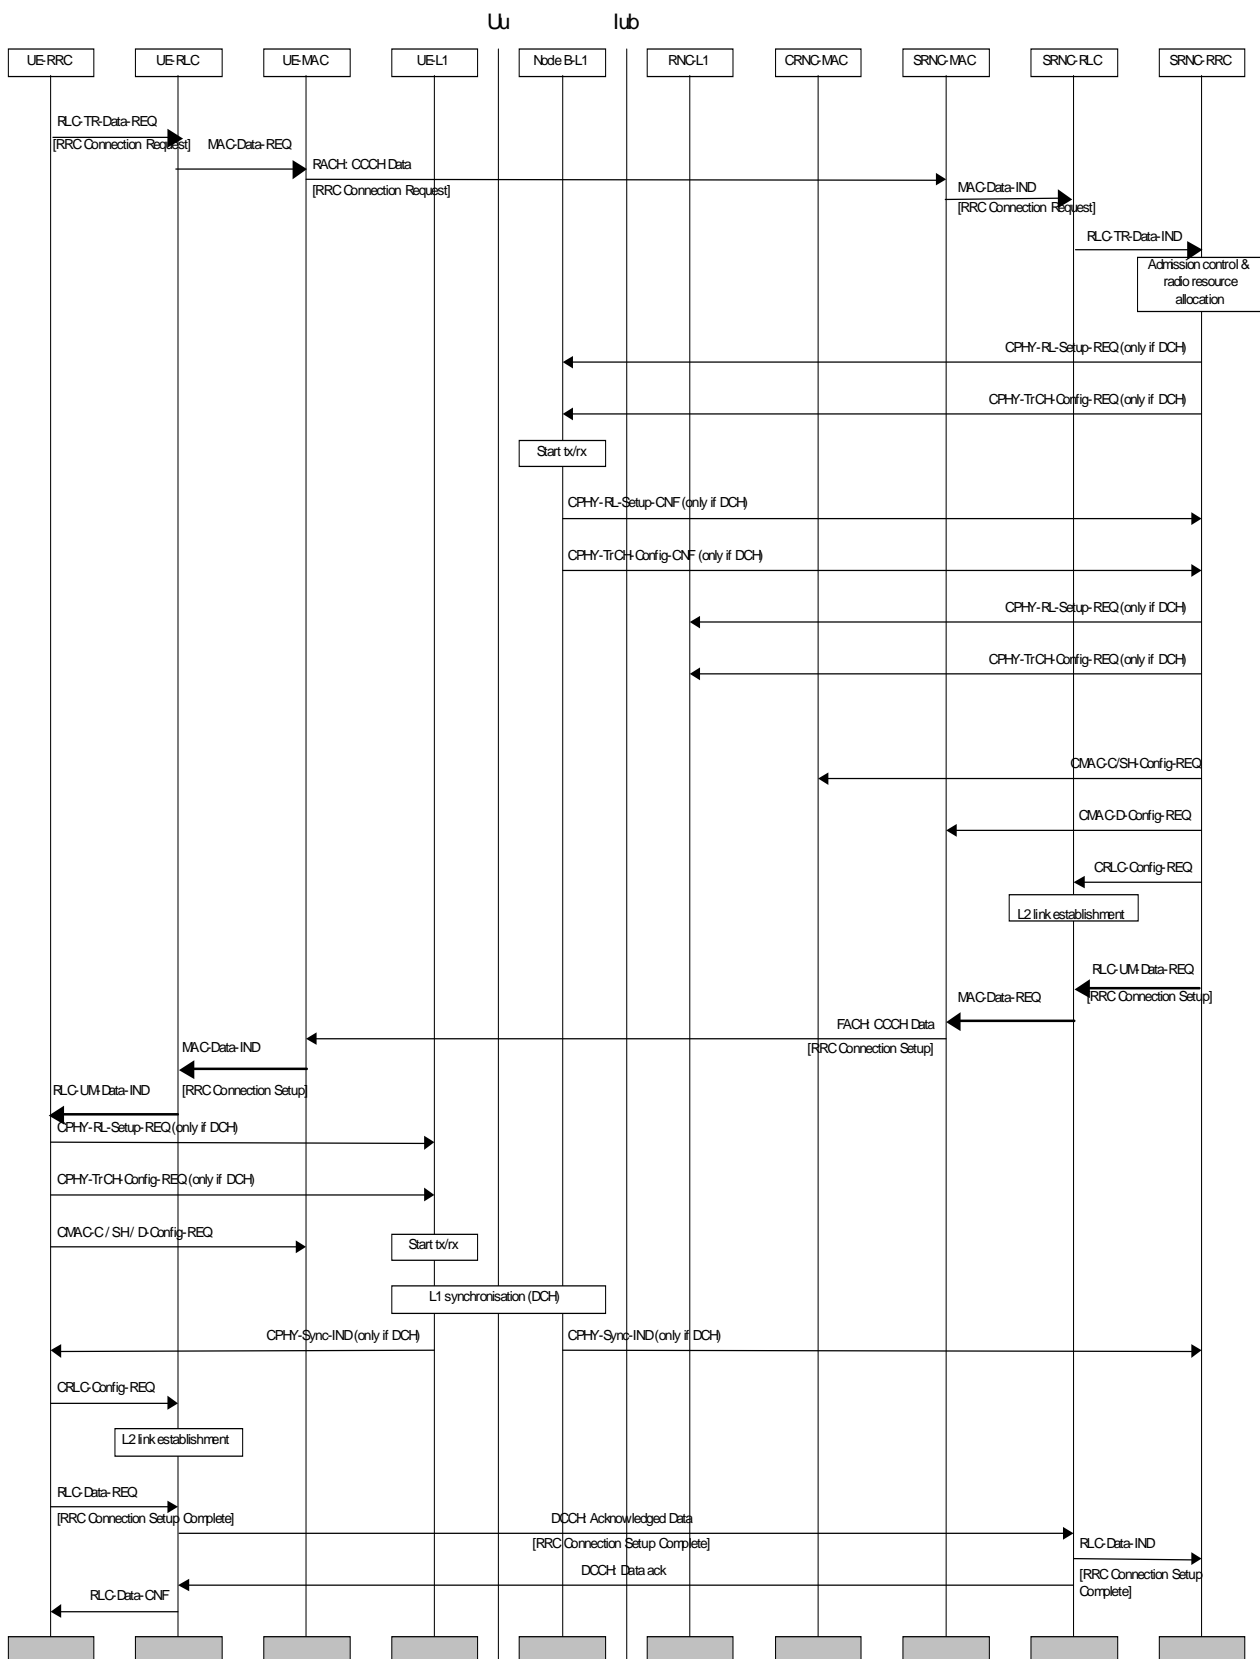 Uu
Iub
UE-RRC
UE-RLC
UE-MAC
UE-L1
Node B-L1
RNC-L1
CRNC-MAC
SRNC-MAC
SRNC-RLC
SRNC-RRC
RLC-TR-Data-REQ
[RRC Connection Request]
MAC-Data-REQ
RACH: CCCH Data
[RRC Connection Request]
MAC-Data-IND
[RRC Connection Request]
RLC-TR-Data-IND
Admission control &
radio resource
allocation
CPHY-RL-Setup-REQ (only if DCH)
CPHY-TrCH-Config-REQ (only if DCH)
Start tx/rx
CPHY-RL-Setup-CNF (only if DCH)
CPHY-TrCH-Config-CNF (only if DCH)
CPHY-RL-Setup-REQ (only if DCH)
CPHY-TrCH-Config-REQ (only if DCH)
CMAC-C/SH-Config-REQ
CMAC-D-Config-REQ
CRLC-Config-REQ
L2 link establishment
RLC-UM-Data-REQ
[RRC Connection Setup]
MAC-Data-REQ
FACH: CCCH Data
[RRC Connection Setup]
MAC-Data-IND
[RRC Connection Setup]
RLC-UM-Data-IND
CPHY-RL-Setup-REQ (only if DCH)
CPHY-TrCH-Config-REQ (only if DCH)
CMAC-C / SH / D-Config-REQ
Start tx/rx
L1 synchronisation (DCH)
CPHY-Sync-IND (only if DCH)
CPHY-Sync-IND (only if DCH)
CRLC-Config-REQ
L2 link establishment
RLC-Data-REQ
[RRC Connection Setup Complete]
DCCH: Acknowledged Data
[RRC Connection Setup Complete]
RLC-Data-IND
[RRC Connection Setup
Complete]
DCCH: Data ack
RLC-Data-CNF